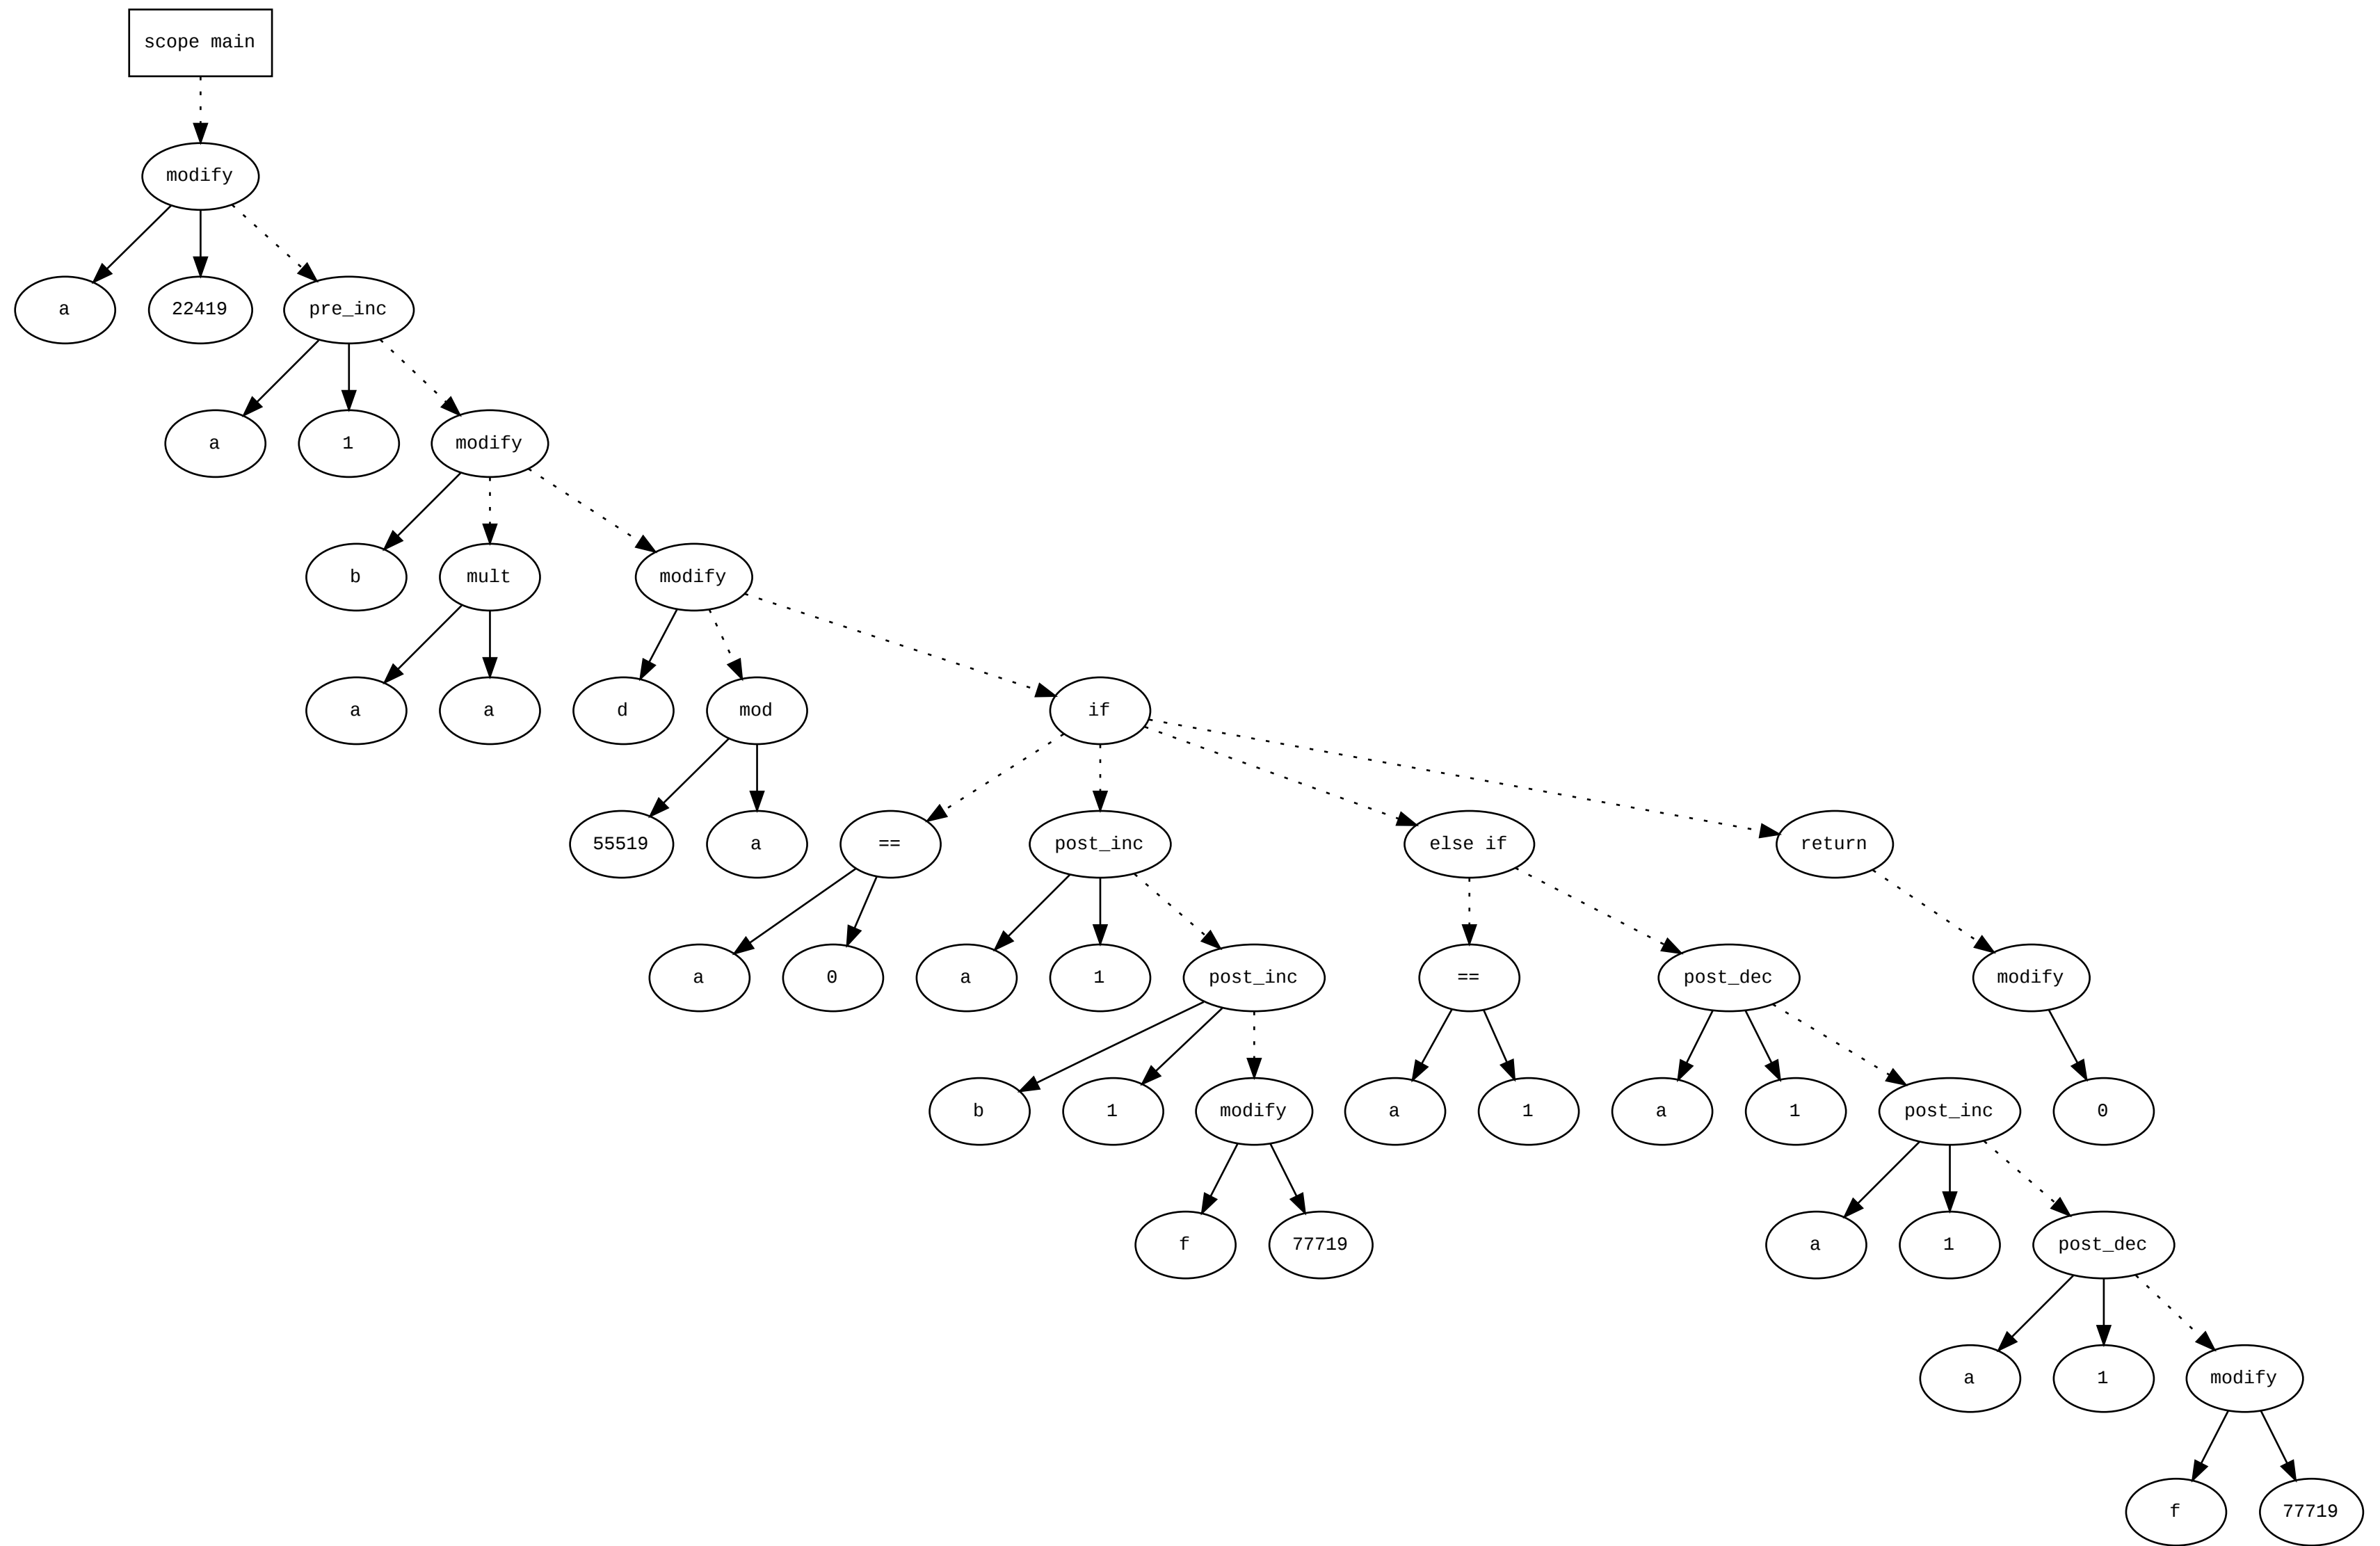 scope main
modify
a
22419
pre_inc
a
1
modify
b
mult
modify
a
a
d
mod
if
55519
a
==
post_inc
else if
return
a
0
a
1
post_inc
==
post_dec
modify
b
1
modify
a
1
a
1
post_inc
0
f
77719
a
1
post_dec
a
1
modify
f
77719